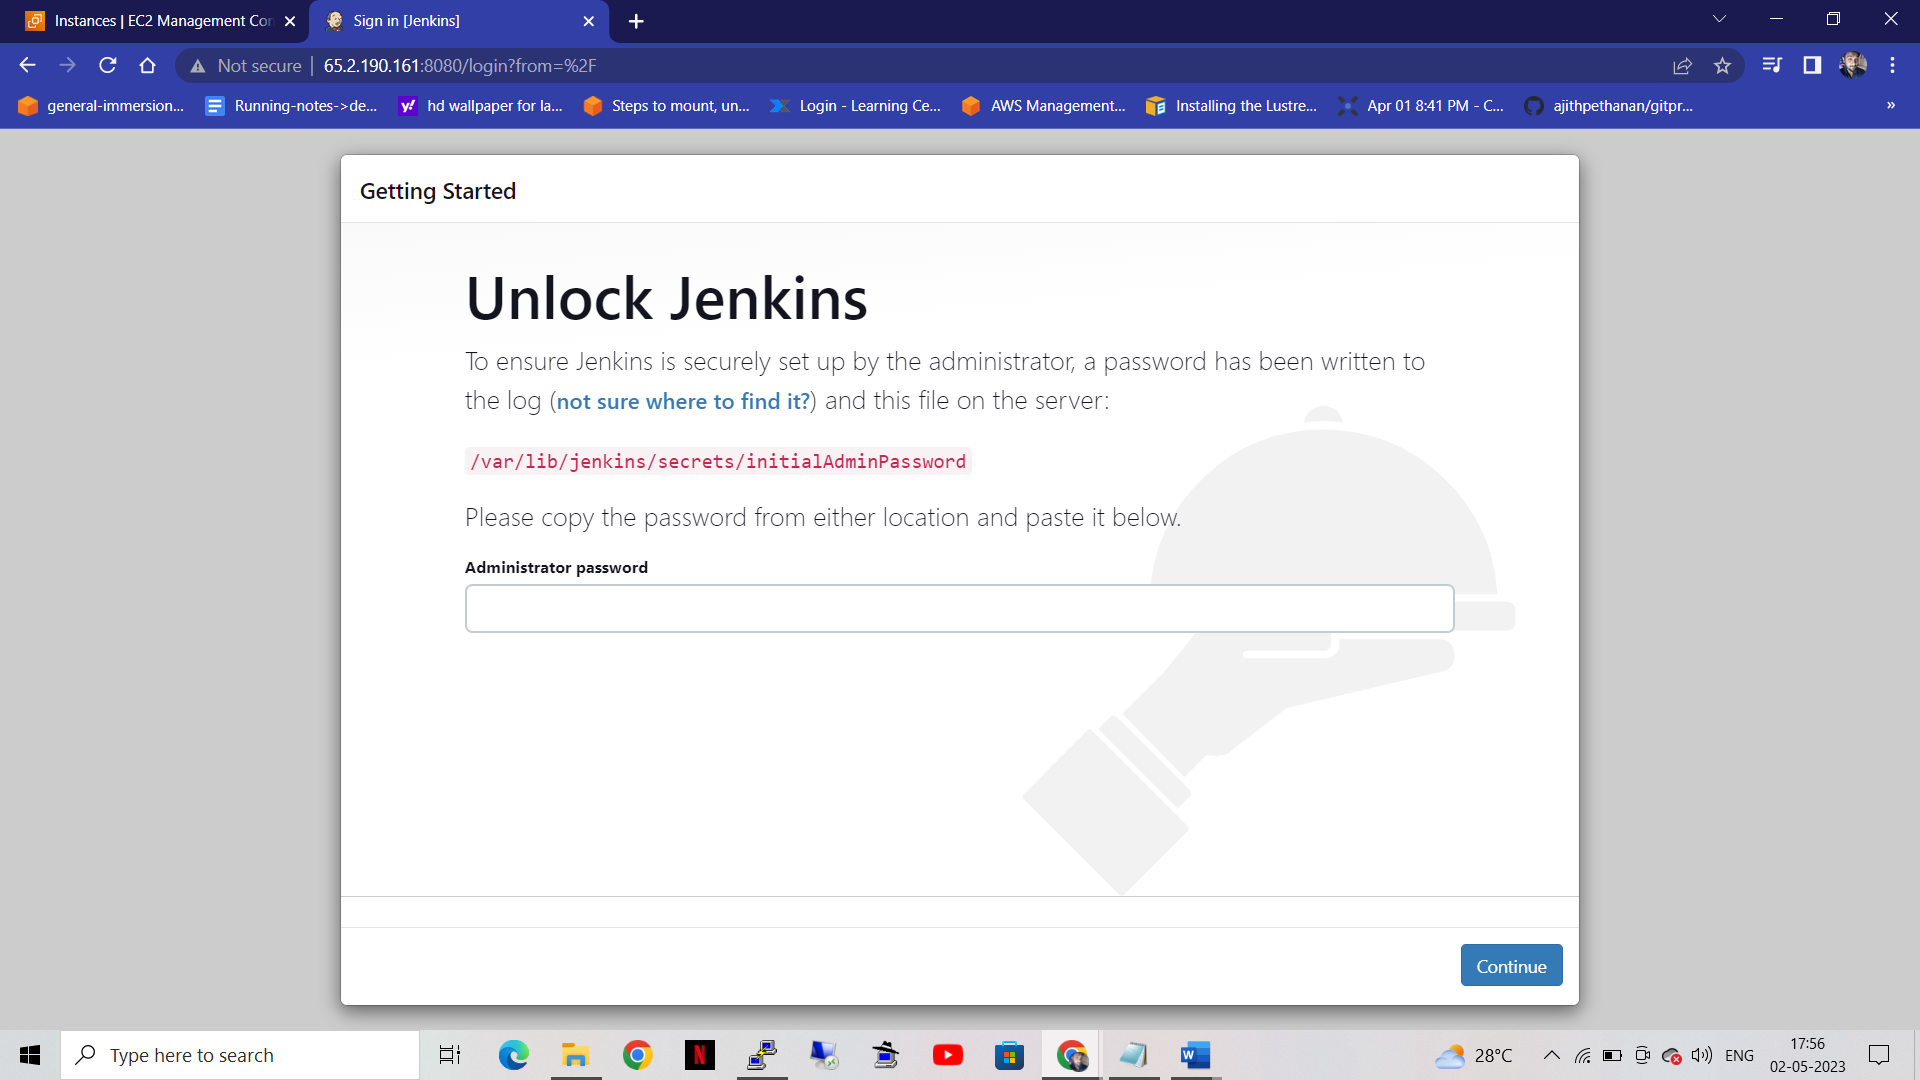 Instances | EC2 Management Con
Sign in [Jenkins]
Not secure
65.2.190.161:8080/login?from=%2F
general-immersion...
Running-notes->de...
hd wallpaper for la...
Steps to mount, un...
Login - Learning Ce...
AWS Management...
Installing the Lustre...
Apr 01 8:41 PM - C...
ajithpethanan/gitpr...
»
Getting Started
Unlock Jenkins
To ensure Jenkins is securely set up by the administrator, a password has been written to
the log (not sure where to find it?) and this file on the server:
/var/lib/jenkins/secrets/initialAdminPassword
Please copy the password from either location and paste it below.
Administrator password
Continue
Type here to search
28°C
ENG
17:56
02-05-2023